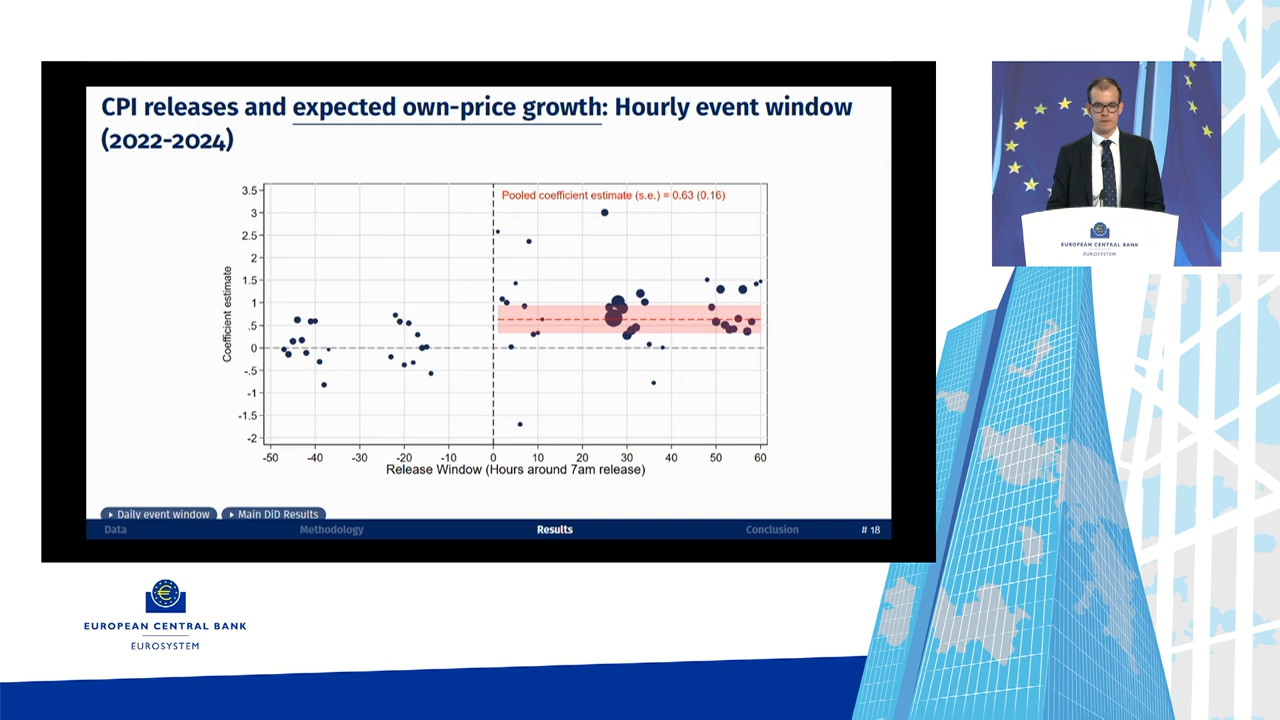 CPI releases and expected own-price growth: Hourly event window
(2022-2024)
Pooled coefficient estimate (s.e.) = 0.63 (0.16)
Coefficient estimate
3.5
3
2.5
2
1.5
1
.5
0
-.5
-1
-1.5
-2
-50 -40 -30 -20 -10 0 10 20 30 40 50 60
Release Window (Hours around 7am release)
Daily event window
Main DiD Results
Data Methodology Results Conclusion # 18
EUROPEAN CENTRAL BANK
EUROSYSTEM
EUROPEAN CENTRAL BANK
EUROSYSTEM